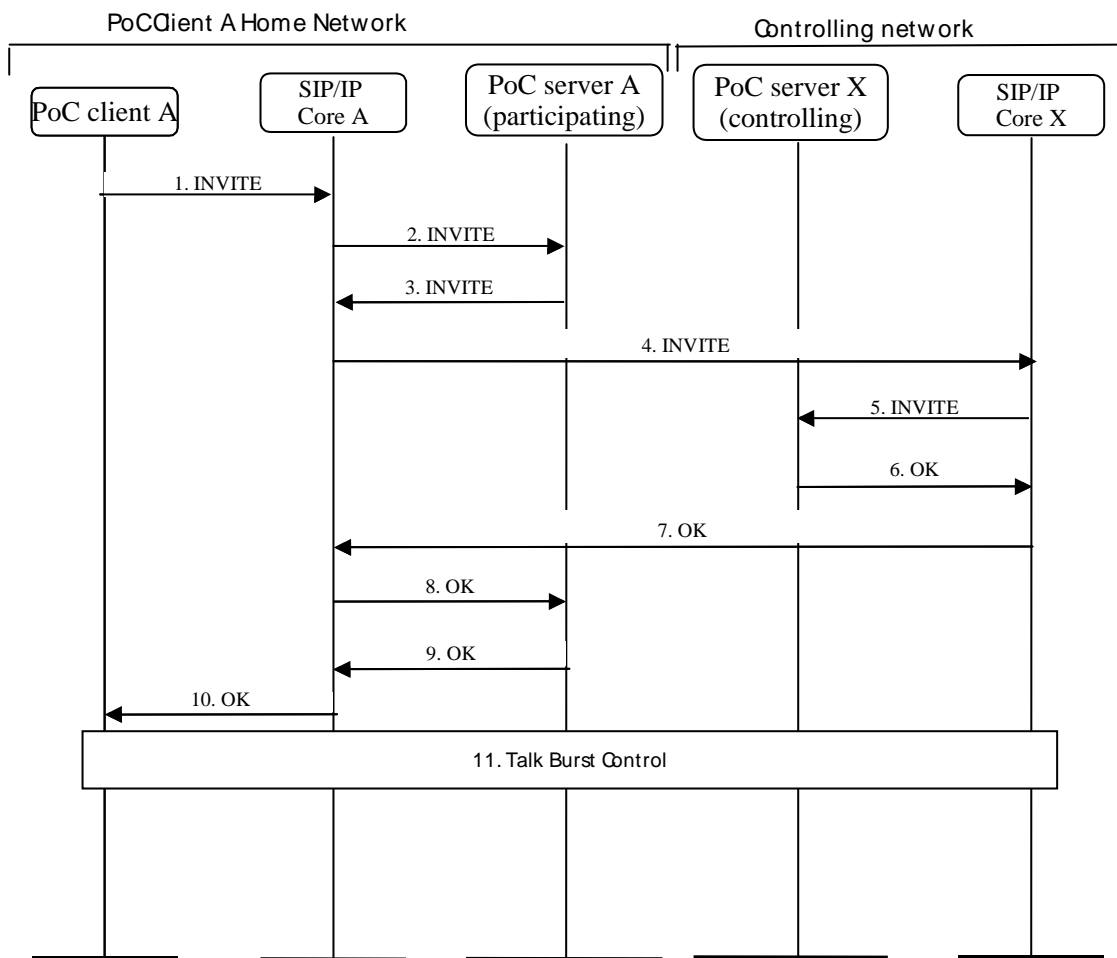 PoCClient A Home Network
Controlling network
PoC client A
SIP/IP
Core A
PoC server A
(participating)
PoC server X
(controlling)
SIP/IP
Core X
1. INVITE
2. INVITE
3. INVITE
4. INVITE
5. INVITE
6. OK
7. OK
8. OK
9. OK
10. OK
11. Talk Burst Control